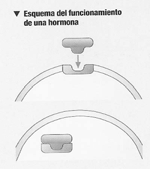 ▼ Esquema del funcionamiento
de una hormona